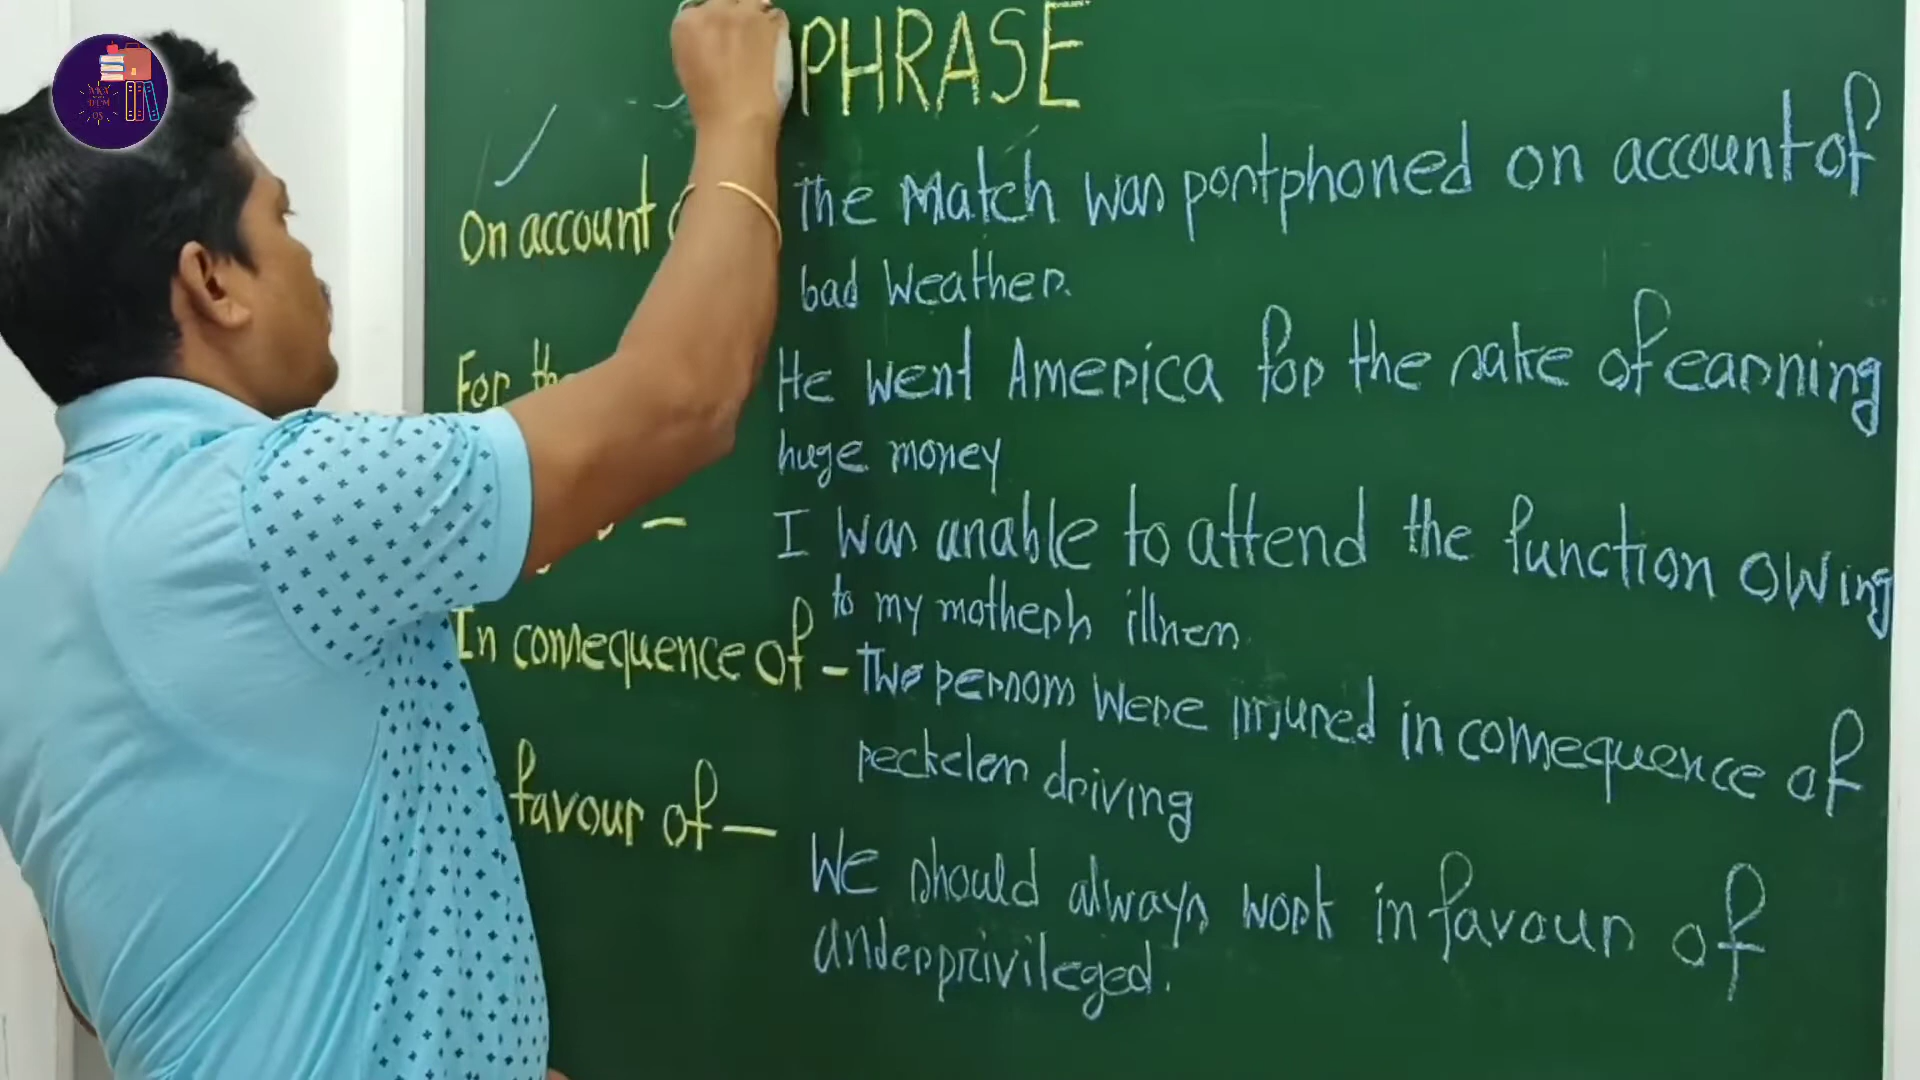 PHRASE
On account
The Match was postphoned on account of
bad weather.
For the
He went America for the sake of earning
huge money
I was unable to attend the function owing
to my mothers illness.
In consequence of -
Two persons were injured in consequence of
reckless driving
favour of —
We should always work in favour of
underprivileged.